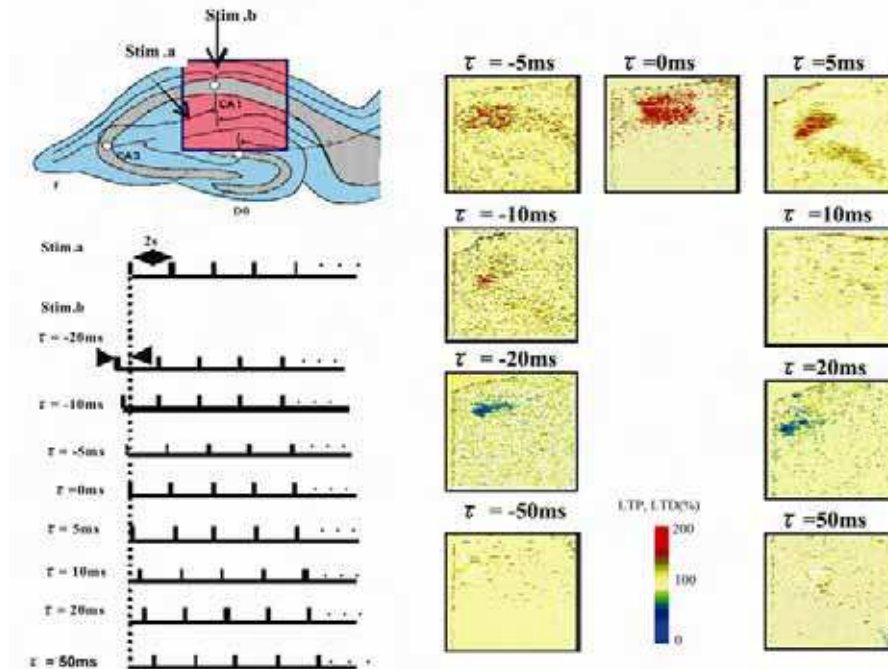 Stim .b
Stim .a
CA1
CA3
F
DG
Stim.a
2s
Stim.b
τ = -20ms
τ = -10ms
τ = -5ms
τ =0ms
τ = 5ms
τ = 10ms
τ = 20ms
τ = 50ms
τ = -5ms
τ =0ms
τ = 5ms
τ = -10ms
τ = 10ms
τ = -20ms
τ =20ms
τ = -50ms
LTP, LTD(%)
200
100
0
τ =50ms